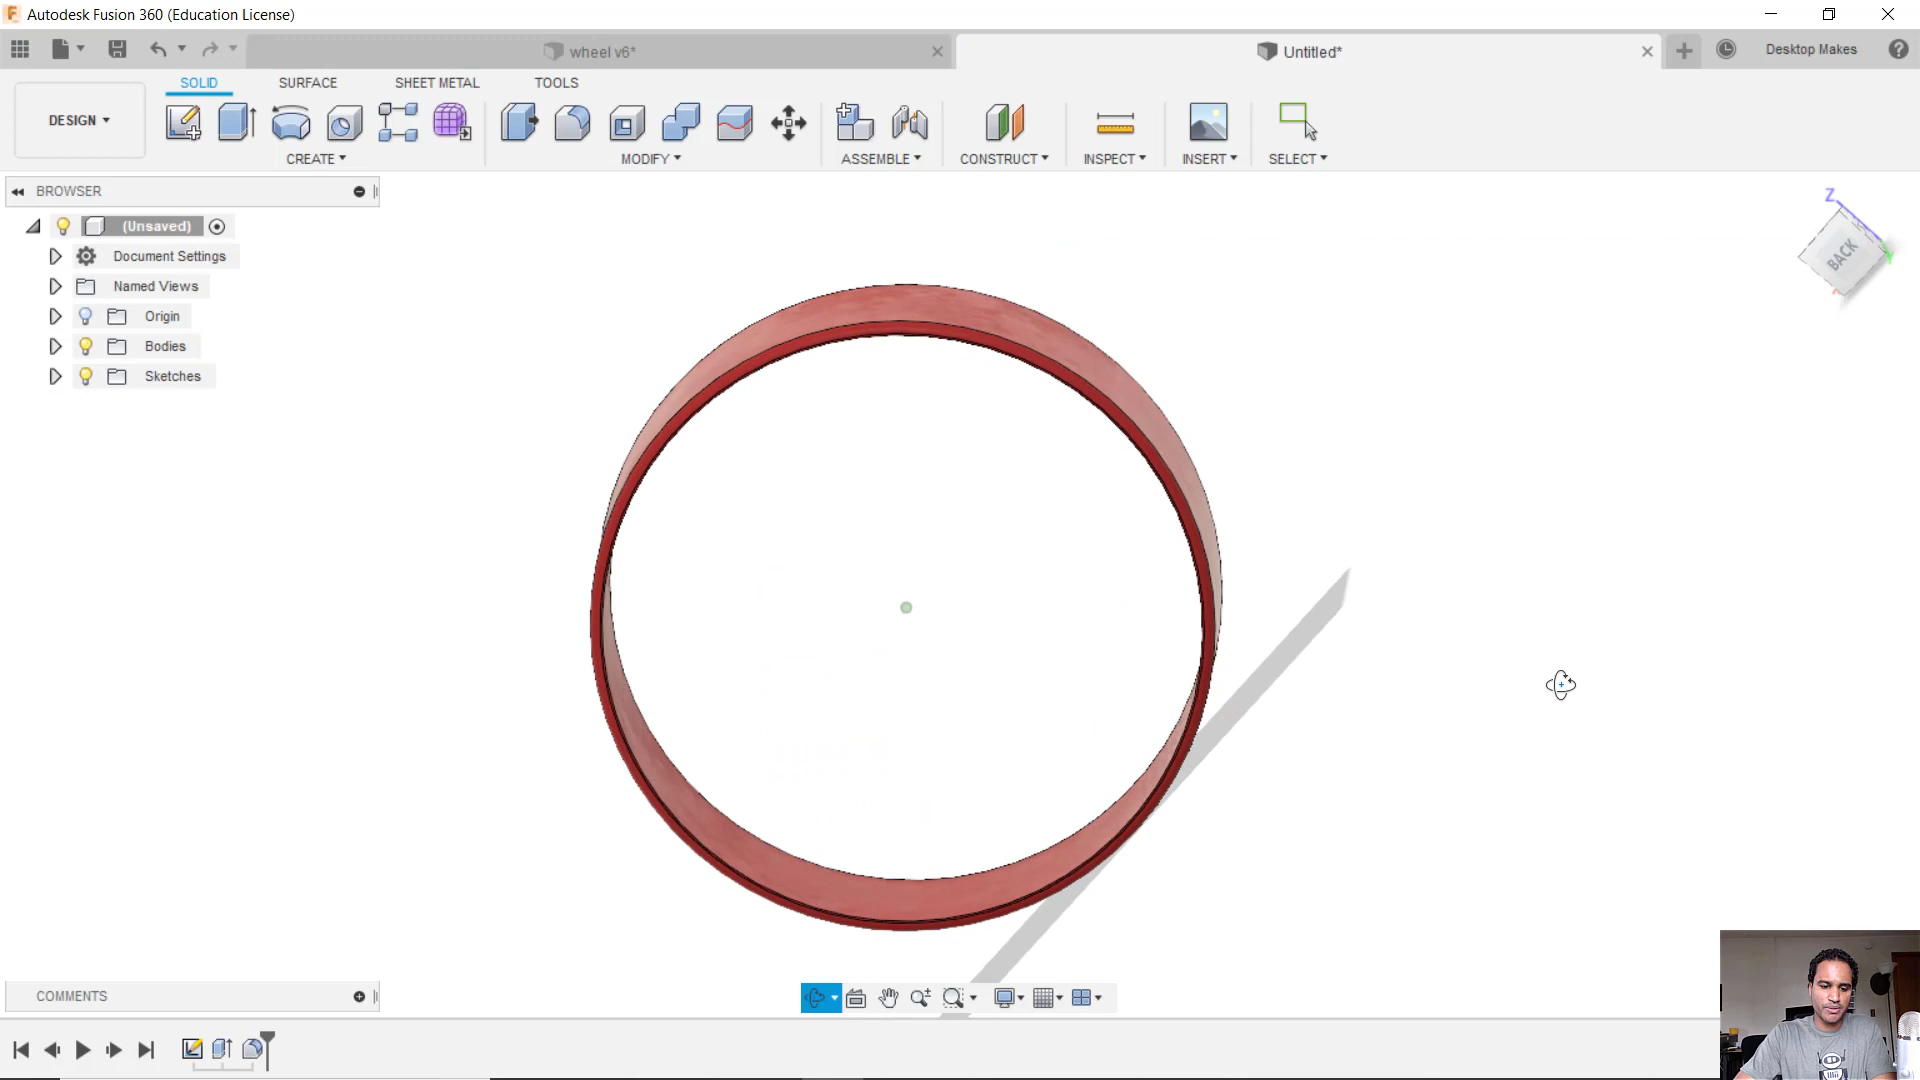 Autodesk Fusion 360 (Education License)
wheel v6*
Untitled*
Desktop Makes
SOLID
SURFACE
SHEET METAL
TOOLS
DESIGN
CREATE
MODIFY
ASSEMBLE
CONSTRUCT
INSPECT
INSERT
SELECT
BROWSER
(Unsaved)
Document Settings
Named Views
Origin
Bodies
Sketches
Z
BACK
Y
COMMENTS